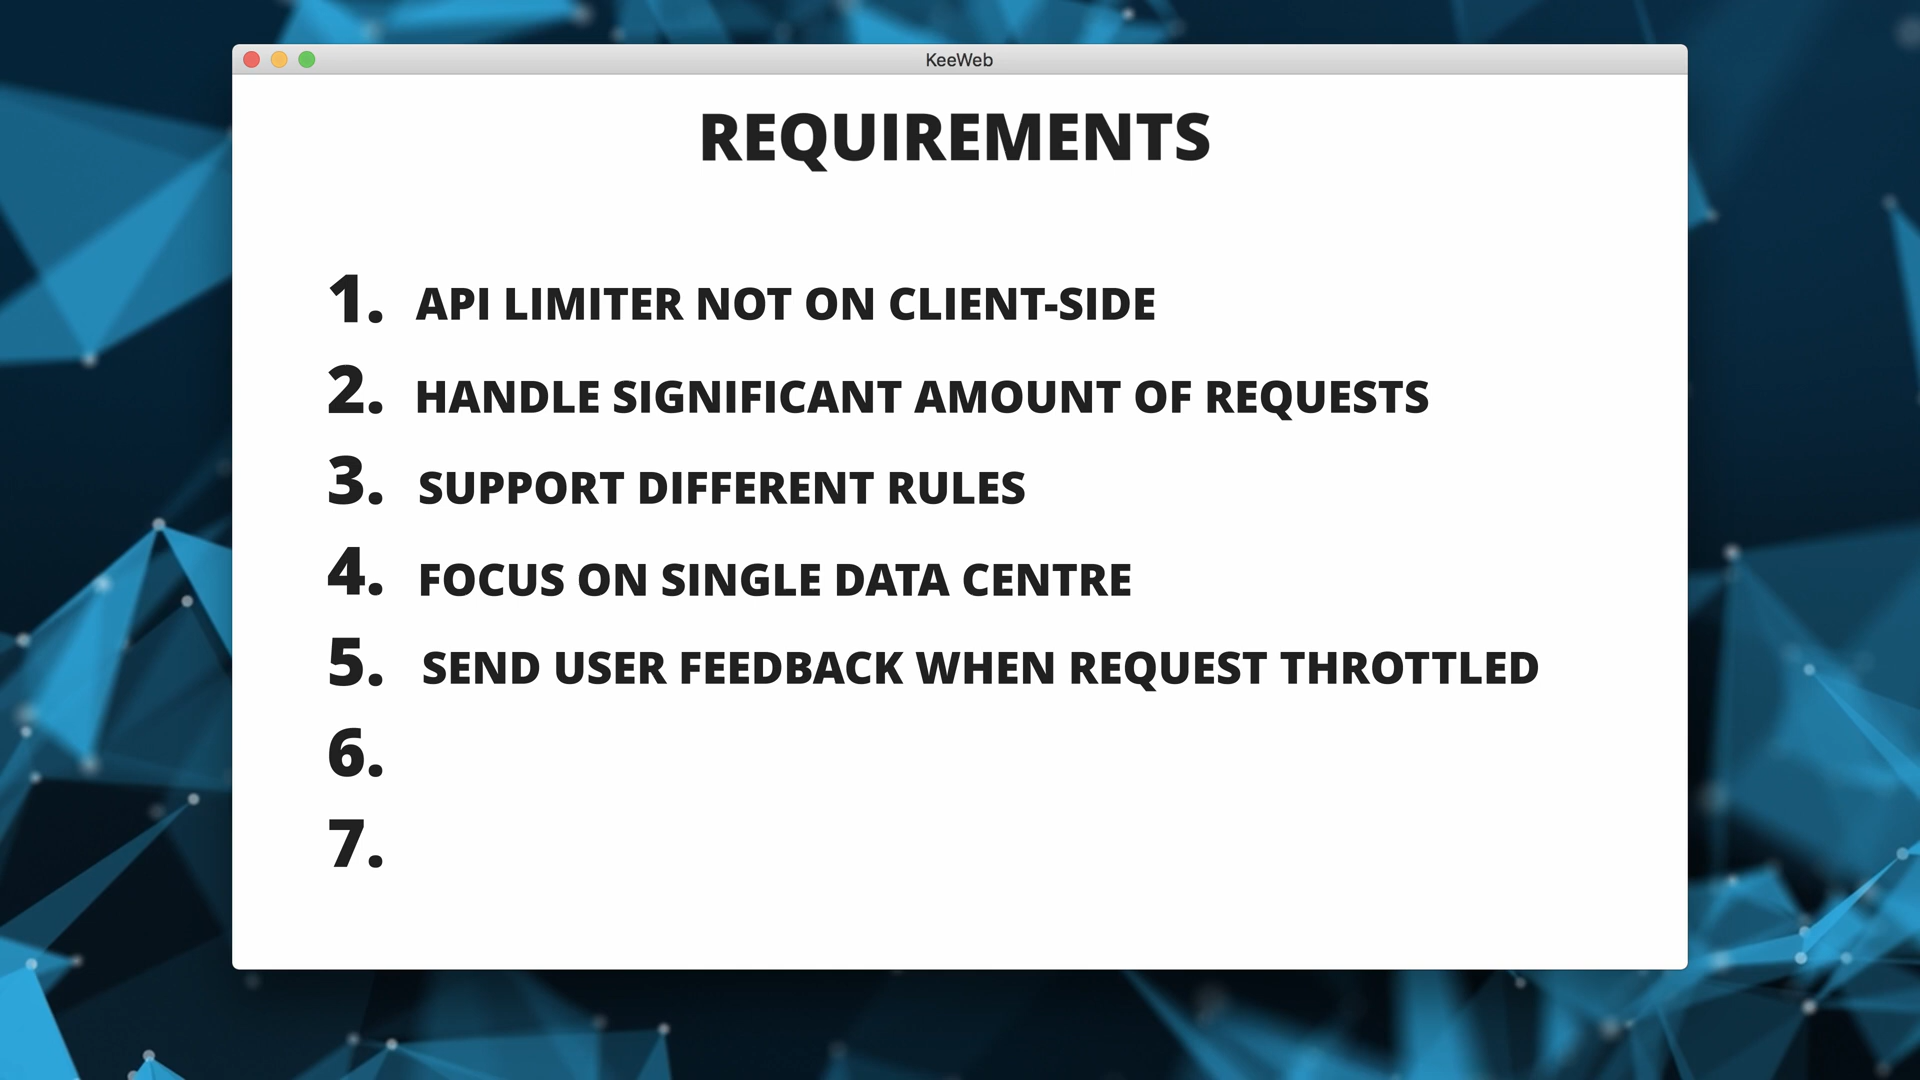 KeeWeb
REQUIREMENTS
1. API LIMITER NOT ON CLIENT-SIDE
2. HANDLE SIGNIFICANT AMOUNT OF REQUESTS
3. SUPPORT DIFFERENT RULES
4. FOCUS ON SINGLE DATA CENTRE
5. SEND USER FEEDBACK WHEN REQUEST THROTTLED
6.
7.